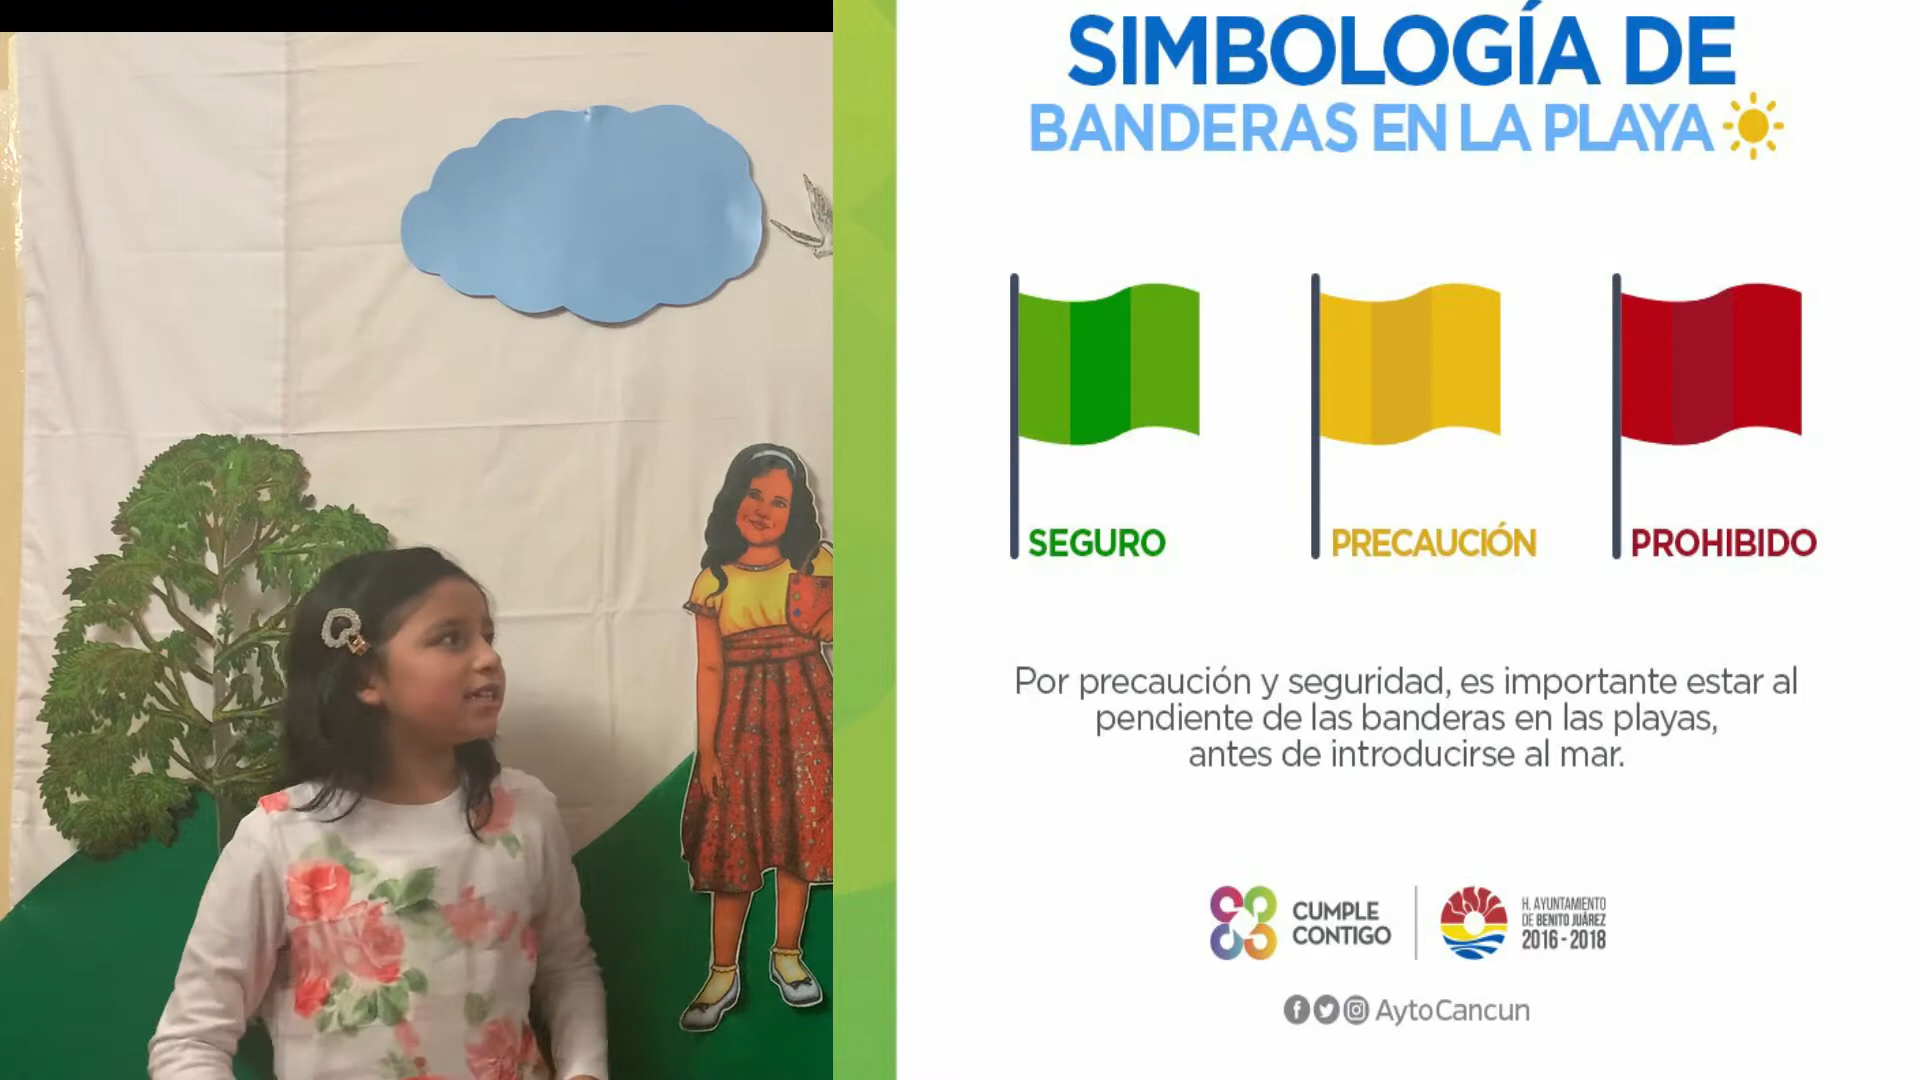 SIMBOLOGÍA DE
BANDERAS EN LA PLAYA
SEGURO
PRECAUCIÓN
PROHIBIDO
Por precaución y seguridad, es importante estar al
pendiente de las banderas en las playas,
antes de introducirse al mar.
CUMPLE
CONTIGO
H. AYUNTAMIENTO
DE BENITO JUÁREZ
2016 - 2018
AytoCancun